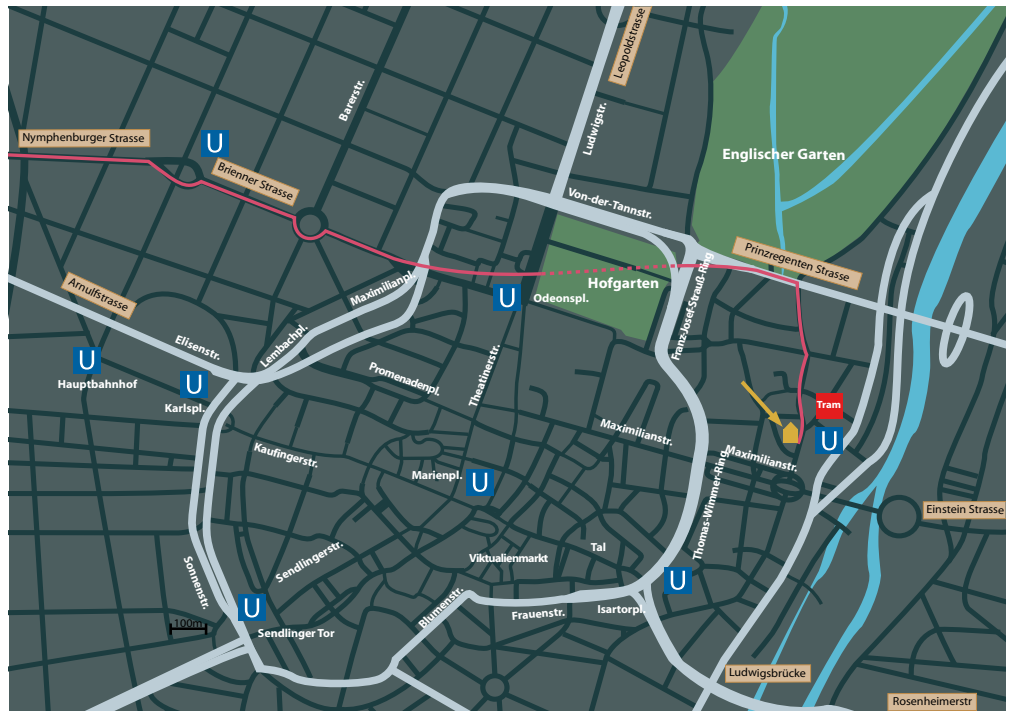 Leopoldstrasse
Barerstr.
Ludwigstr.
Nymphenburger Strasse
U
Englischer Garten
Brienner Strasse
Von-der-Tannstr.
Prinzregenten Strasse
Arnulfstrasse
Maximilianpl.
Hofgarten
U
Odeonspl.
Franz-Josef-Strauß-Ring
Elisenstr.
Lembachpl.
U
Hauptbahnhof
U
Karlspl.
Promenadenpl.
Theatinerstr.
Tram
U
Maximilianstr.
Maximilianstr.
Kaufingerstr.
Marienpl.
U
Thomas-Wimmer-Ring
Einstein Strasse
Sendlingerstr.
Viktualienmarkt
Tal
Sonnenstr.
U
U
Blumenstr.
Frauenstr.
Isartorpl.
100m
Sendlinger Tor
Ludwigsbrücke
Rosenheimerstr